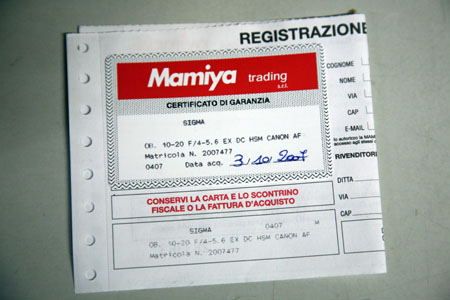 REGISTRAZIONE
Mamiya trading
s.r.l.
CERTIFICATO DI GARANZIA
SIGMA
OB. 10-20 F/4-5.6 EX DC HSM CANON AF
Matricola N. 2007477
0407 Data acq. 3.10.2007
CONSERVI LA CARTA E LO SCONTRINO
FISCALE O LA FATTURA D'ACQUISTO
SIGMA 0407 M
OB. 10-20 F/4-5.6 EX DC HSM CANON AF
Matricola N. 2007477
COGNOME
NOME
VIA
CAP
E-MAIL
RIVENDITORE
DITTA
VIA
CAP